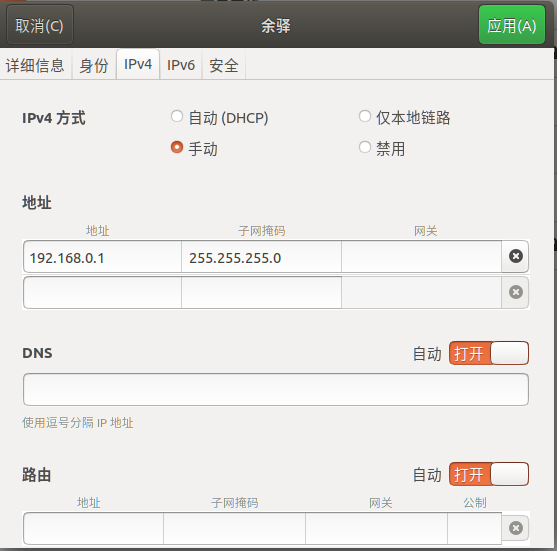 取消(C) 余驿 应用(A)
详细信息 身份 IPv4 IPv6 安全
IPv4 方式 自动 (DHCP) 仅本地链路
手动 禁用
地址
地址 子网掩码 网关
192.168.0.1 255.255.255.0
DNS 自动 打开
使用逗号分隔 IP 地址
路由 自动 打开
地址 子网掩码 网关 公制